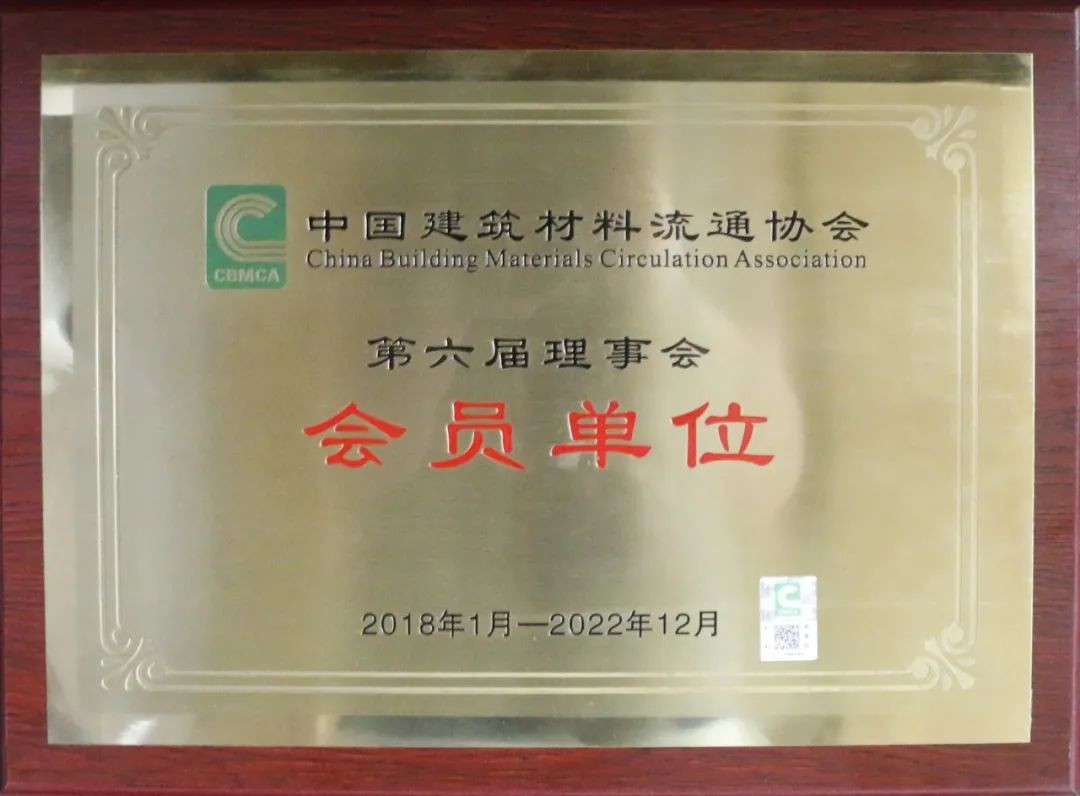 中国建筑材料流通协会
China Building Materials Circulation Association
CBMCA
第六届理事会
会员单位
2018年1月—2022年12月